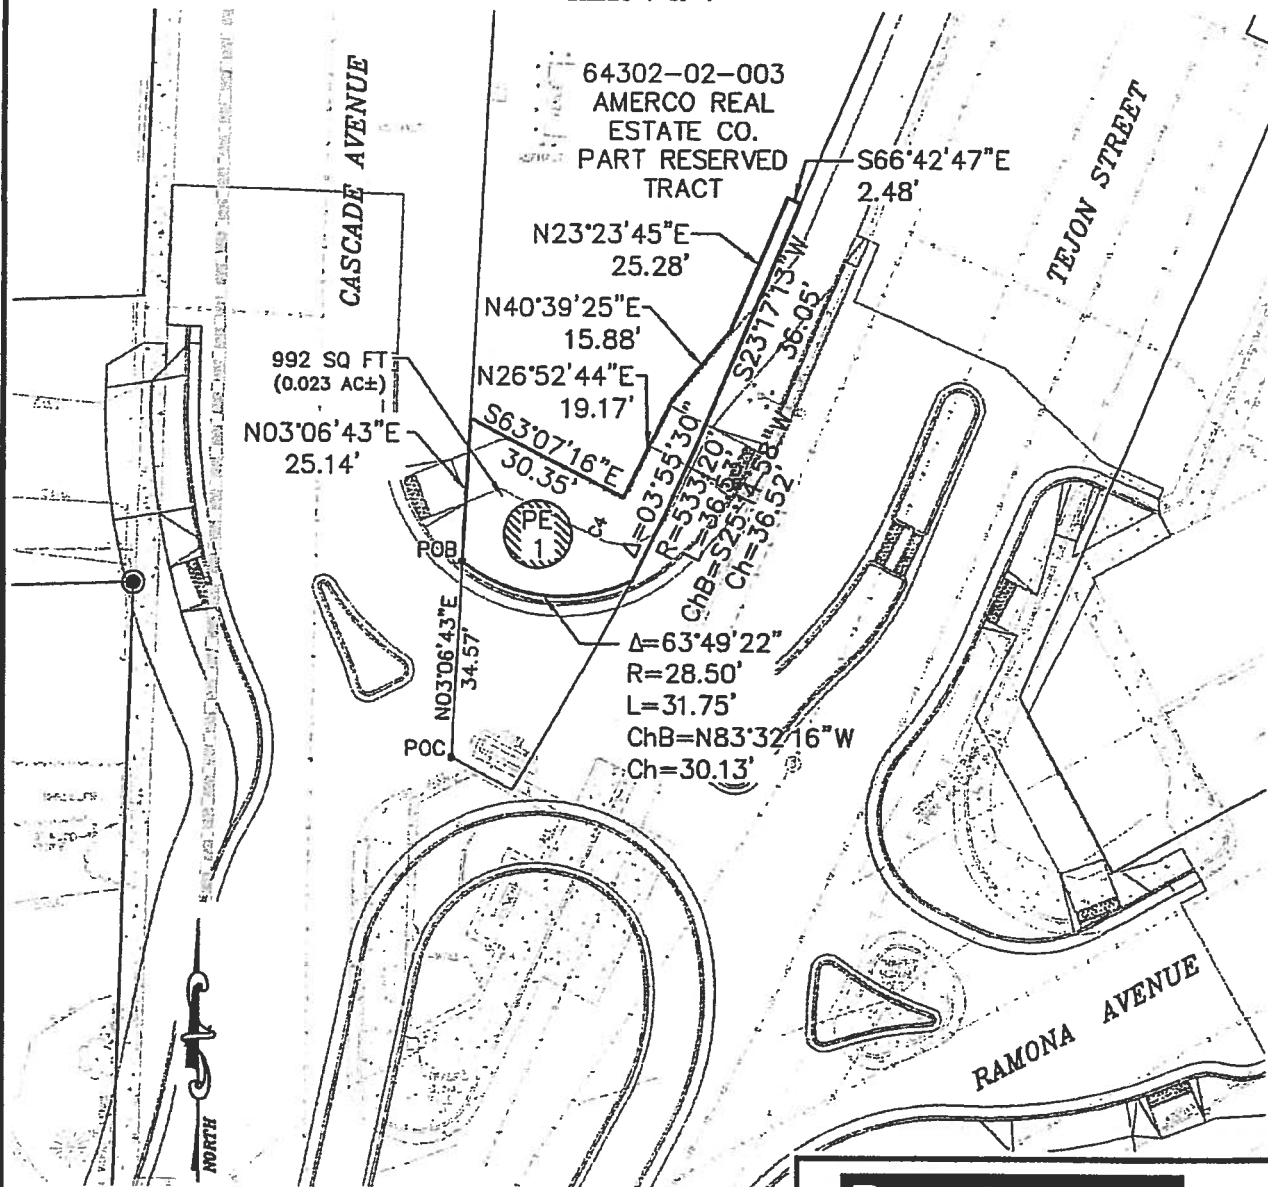 64302-02-003
AMERCO REAL
ESTATE CO.
PART RESERVED
TRACT
CASCADE AVENUE
TEJON STREET
S66°42'47"E
2.48'
N23°23'45"E
25.28'
N40°39'25"E
15.88'
N26°52'44"E
19.17'
S23°17'13"W
36.05'
992 SQ FT
(0.023 AC±)
N03°06'43"E
25.14'
S63°07'16"E
30.35'
PE
1
Δ=03°55'30"
R=533.20'
L=36.53'
ChB=S25°14'58"W
Ch=36.52'
POB
N03°06'43"E
34.57'
POC
Δ=63°49'22"
R=28.50'
L=31.75'
ChB=N83°32'16"W
Ch=30.13'
RAMONA AVENUE
NORTH